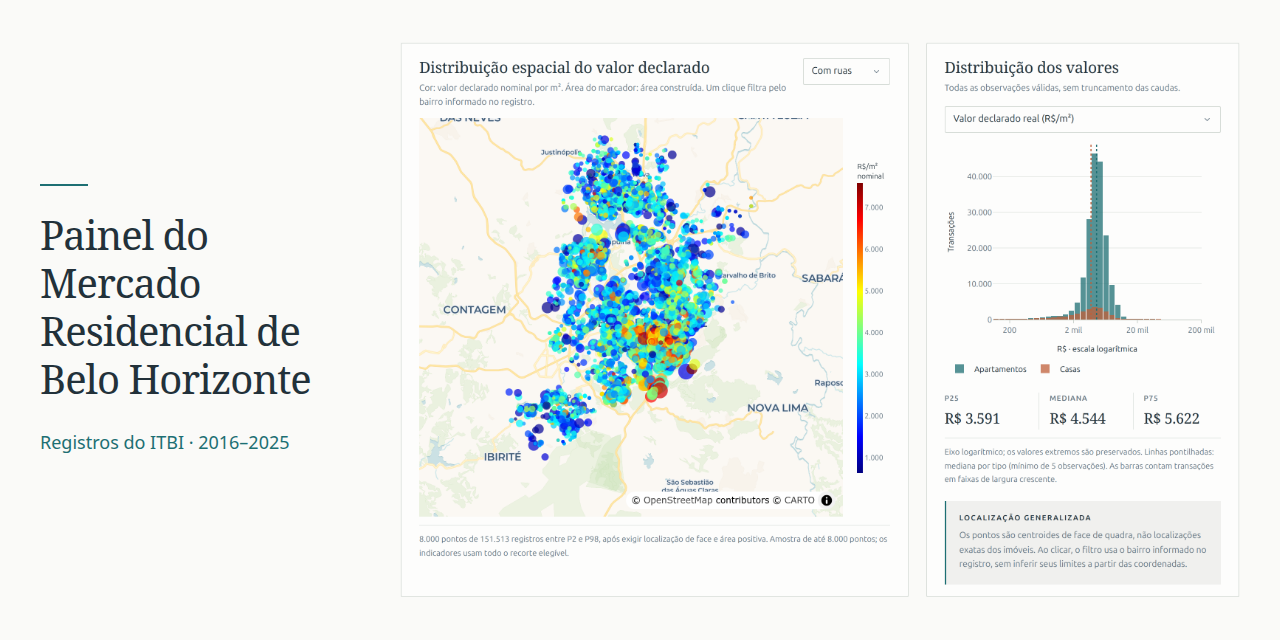 Painel do
Mercado
Residencial de
Belo Horizonte
Registros do ITBI · 2016–2025
Distribuição espacial do valor declarado
Cor: valor declarado nominal por m². Área do marcador: área construída. Um clique filtra pelo
bairro informado no registro.
Com ruas
DAS NEVES
Justinópolis
CONTAGEM
SABARÁ
NOVA LIMA
IBIRITÉ
São Sebastião
das Águas Claras
© OpenStreetMap contributors © CARTO
R$/m²
nominal
7.000
6.000
5.000
4.000
3.000
2.000
1.000
8.000 pontos de 151.513 registros entre P2 e P98, após exigir localização de face e área positiva. Amostra de até 8.000 pontos; os
indicadores usam todo o recorte elegível.
Distribuição dos valores
Todas as observações válidas, sem truncamento das caudas.
Valor declarado real (R$/m²)
Transações
40.000
30.000
20.000
10.000
0
200
2 mil
20 mil
200 mil
R$ · escala logarítmica
Apartamentos
Casas
P25
R$ 3.591
MEDIANA
R$ 4.544
P75
R$ 5.622
Eixo logarítmico; os valores extremos são preservados. Linhas pontilhadas:
mediana por tipo (mínimo de 5 observações). As barras contam transações
em faixas de largura crescente.
LOCALIZAÇÃO GENERALIZADA
Os pontos são centroides de face de quadra, não localizações
exatas dos imóveis. Ao clicar, o filtro usa o bairro informado no
registro, sem inferir seus limites a partir das coordenadas.